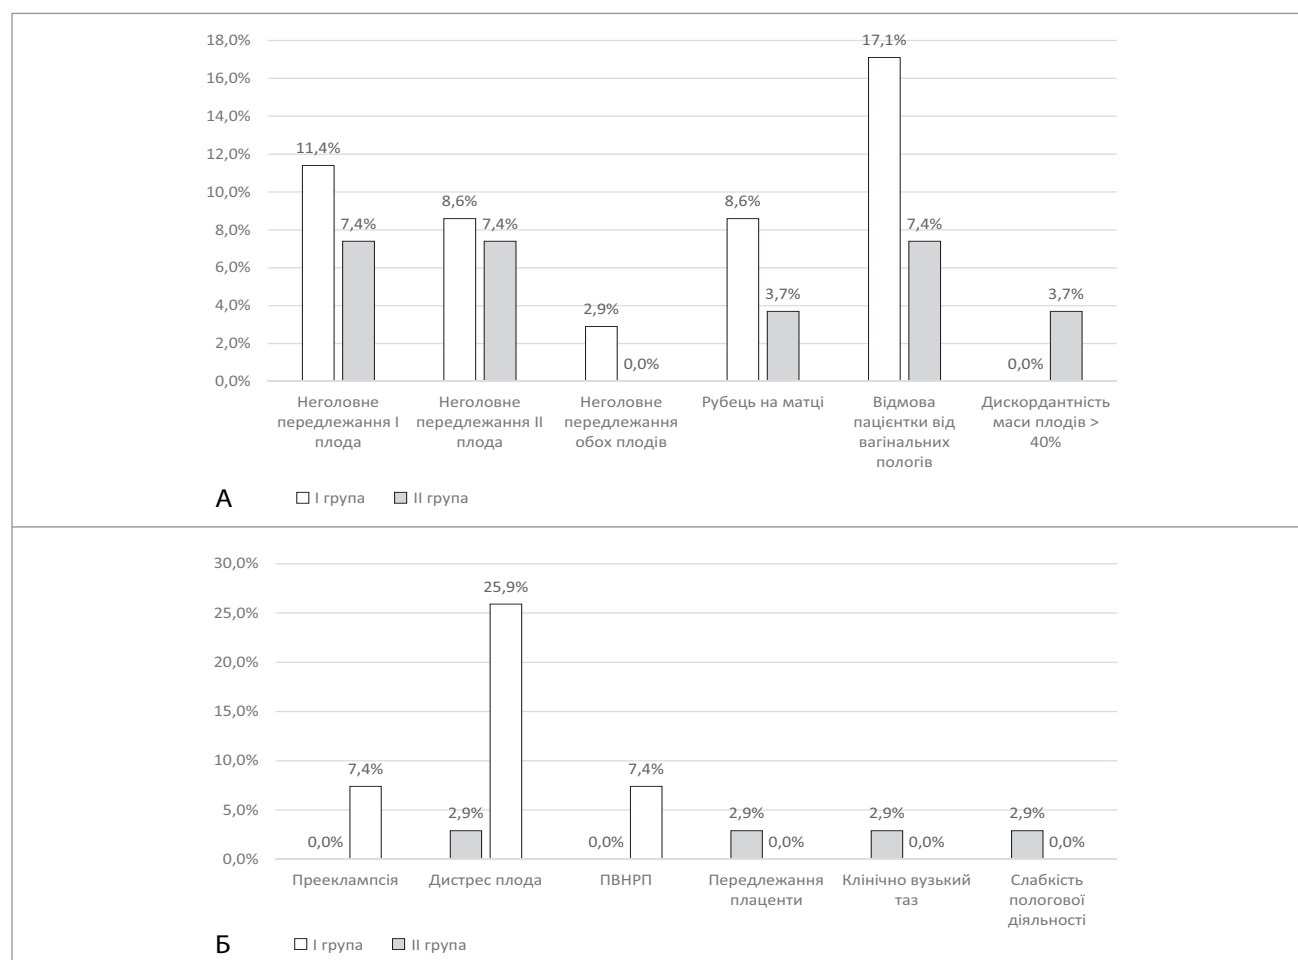 18,0%
17,1%
16,0%
14,0%
12,0%
11,4%
10,0%
8,6%
8,6%
8,0%
7,4%
7,4%
7,4%
6,0%
4,0%
3,7%
3,7%
2,9%
2,0%
0,0%
0,0%
0,0%
Неголовне Неголовне Неголовне Рубець на матці Відмова Дискордантність
передлежання І передлежання ІІ передлежання пацієнтки від маси плодів >
плода плода обох плодів вагінальних 40%
пологів
А
І група ІІ група
30,0%
25,9%
25,0%
20,0%
15,0%
10,0%
7,4% 7,4%
5,0%
2,9% 2,9% 2,9% 2,9%
0,0% 0,0% 0,0% 0,0% 0,0%
0,0%
Прееклампсія Дистрес плода ПВНРП Передлежання Клінічно вузький Слабкість
плаценти таз пологової
діяльності
Б
І група ІІ група